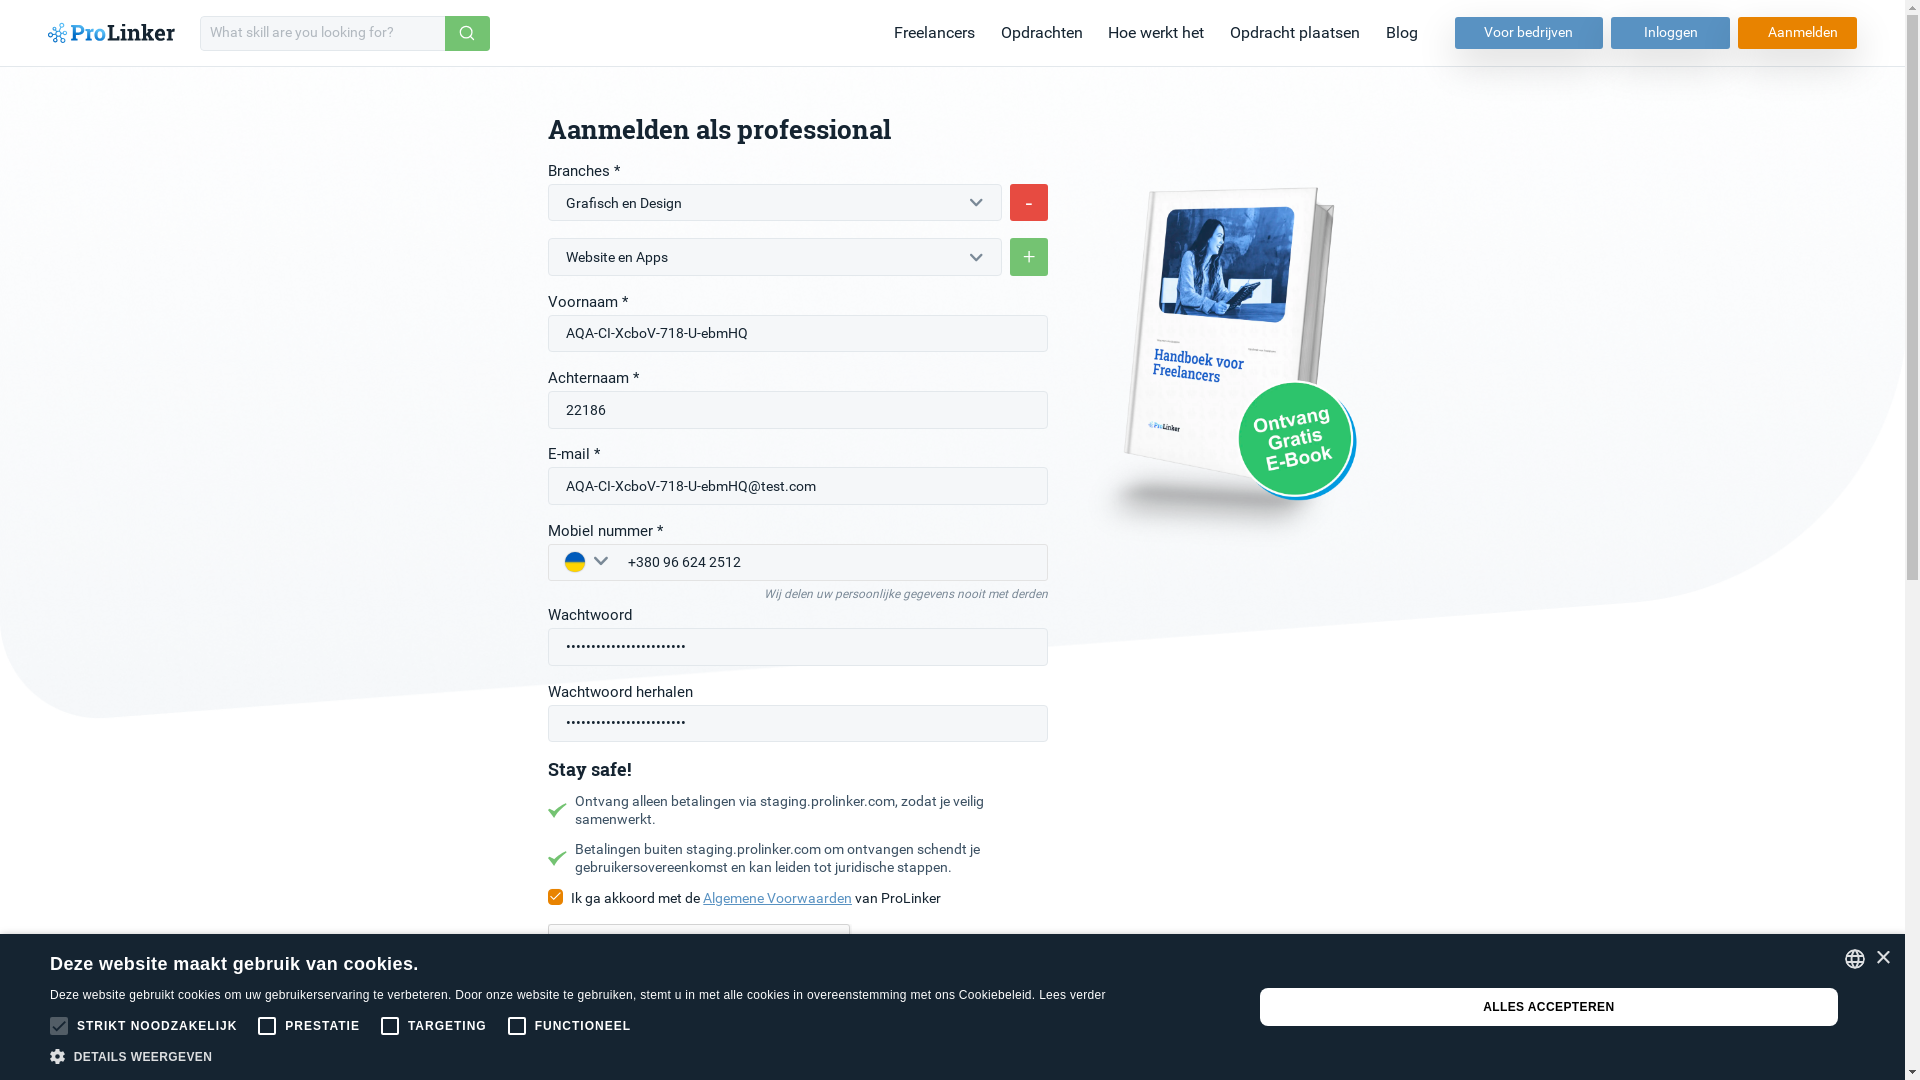 ProLinker
What skill are you looking for?
Freelancers
Opdrachten
Hoe werkt het
Opdracht plaatsen
Blog
Voor bedrijven
Inloggen
Aanmelden
Aanmelden als professional
Branches *
Grafisch en Design
-
Website en Apps
+
Voornaam *
AQA-CI-XcboV-718-U-ebmHQ
Achternaam *
22186
E-mail *
AQA-CI-XcboV-718-U-ebmHQ@test.com
Mobiel nummer *
+380 96 624 2512
Wij delen uw persoonlijke gegevens nooit met derden
Wachtwoord
••••••••••••••••••••••••
Wachtwoord herhalen
••••••••••••••••••••••••
Handboek voor
Freelancers
ProLinker
Ontvang
Gratis
E-Book
Stay safe!
Ontvang alleen betalingen via staging.prolinker.com, zodat je veilig
samenwerkt.
Betalingen buiten staging.prolinker.com om ontvangen schendt je
gebruikersovereenkomst en kan leiden tot juridische stappen.
Ik ga akkoord met de Algemene Voorwaarden van ProLinker
Deze website maakt gebruik van cookies.
Deze website gebruikt cookies om uw gebruikerservaring te verbeteren. Door onze website te gebruiken, stemt u in met alle cookies in overeenstemming met ons Cookiebeleid. Lees verder
STRIKT NOODZAKELIJK
PRESTATIE
TARGETING
FUNCTIONEEL
DETAILS WEERGEVEN
ALLES ACCEPTEREN
×